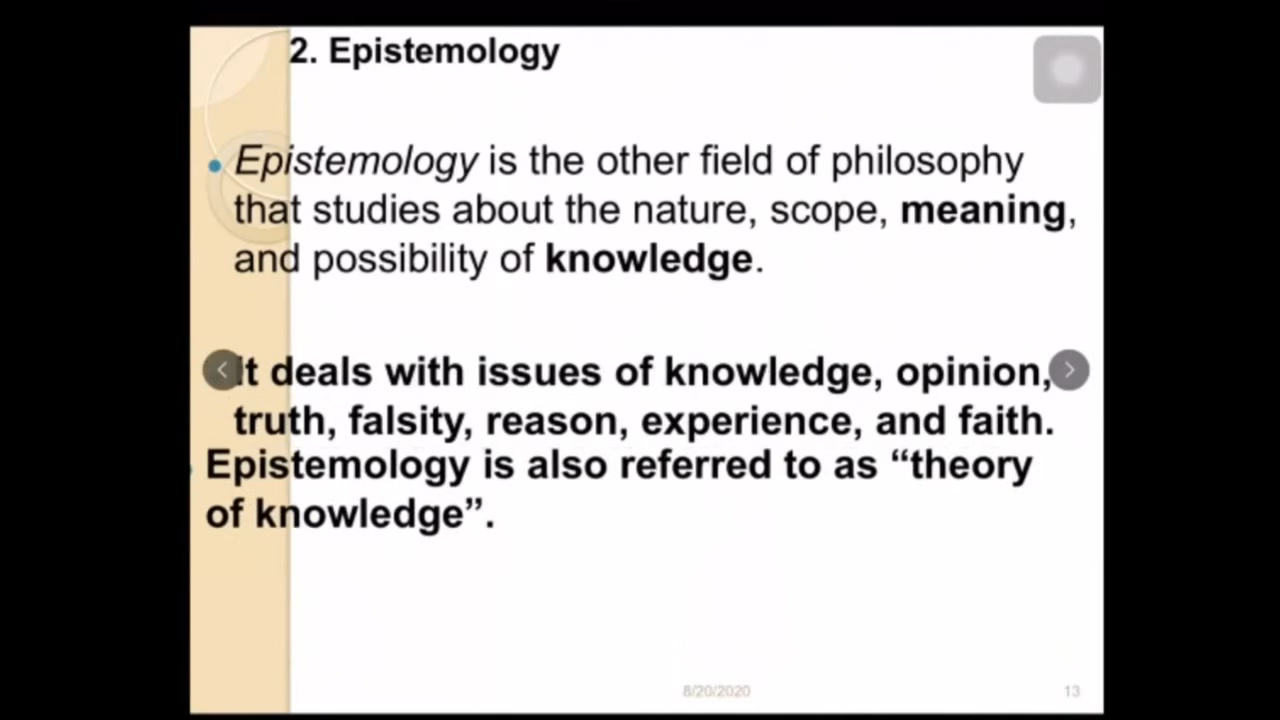 2. Epistemology
Epistemology is the other field of philosophy
that studies about the nature, scope, meaning,
and possibility of knowledge.
It deals with issues of knowledge, opinion,
truth, falsity, reason, experience, and faith.
Epistemology is also referred to as “theory
of knowledge”.
8/20/2020
13